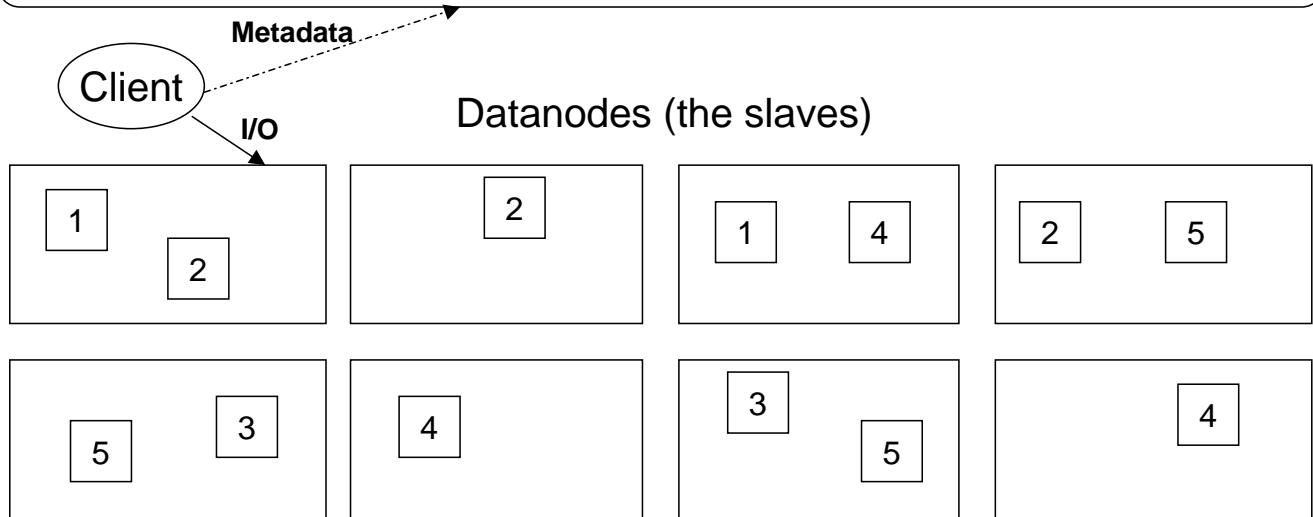 Metadata
Client
I/O
Datanodes (the slaves)
1
2
2
1 4
2 5
5 3
4
3
5
4